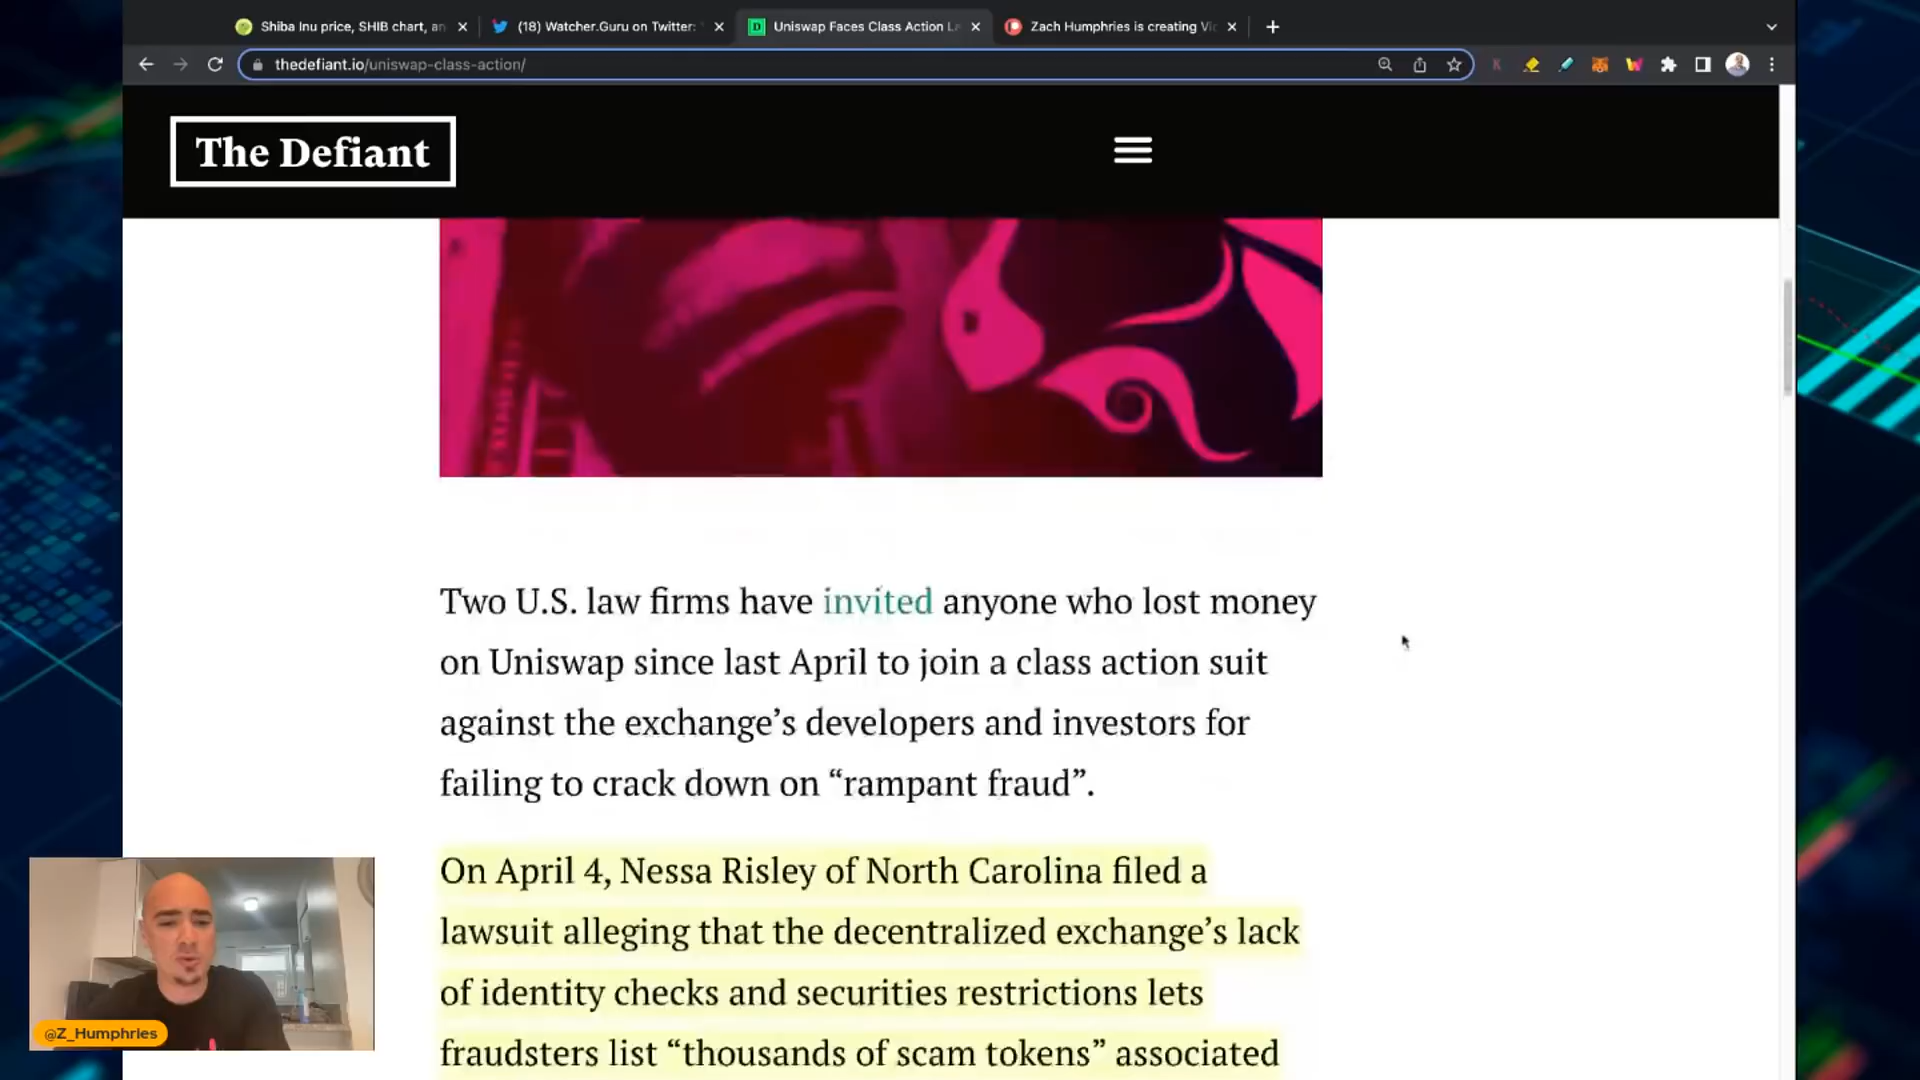 Shiba Inu price, SHIB chart, an
(18) Watcher.Guru on Twitter:
Uniswap Faces Class Action L
Zach Humphries is creating Vi
thedefiant.io/uniswap-class-action/
The Defiant
Two U.S. law firms have invited anyone who lost money
on Uniswap since last April to join a class action suit
against the exchange’s developers and investors for
failing to crack down on “rampant fraud”.
On April 4, Nessa Risley of North Carolina filed a
lawsuit alleging that the decentralized exchange’s lack
of identity checks and securities restrictions lets
fraudsters list “thousands of scam tokens” associated
@Z_Humphries